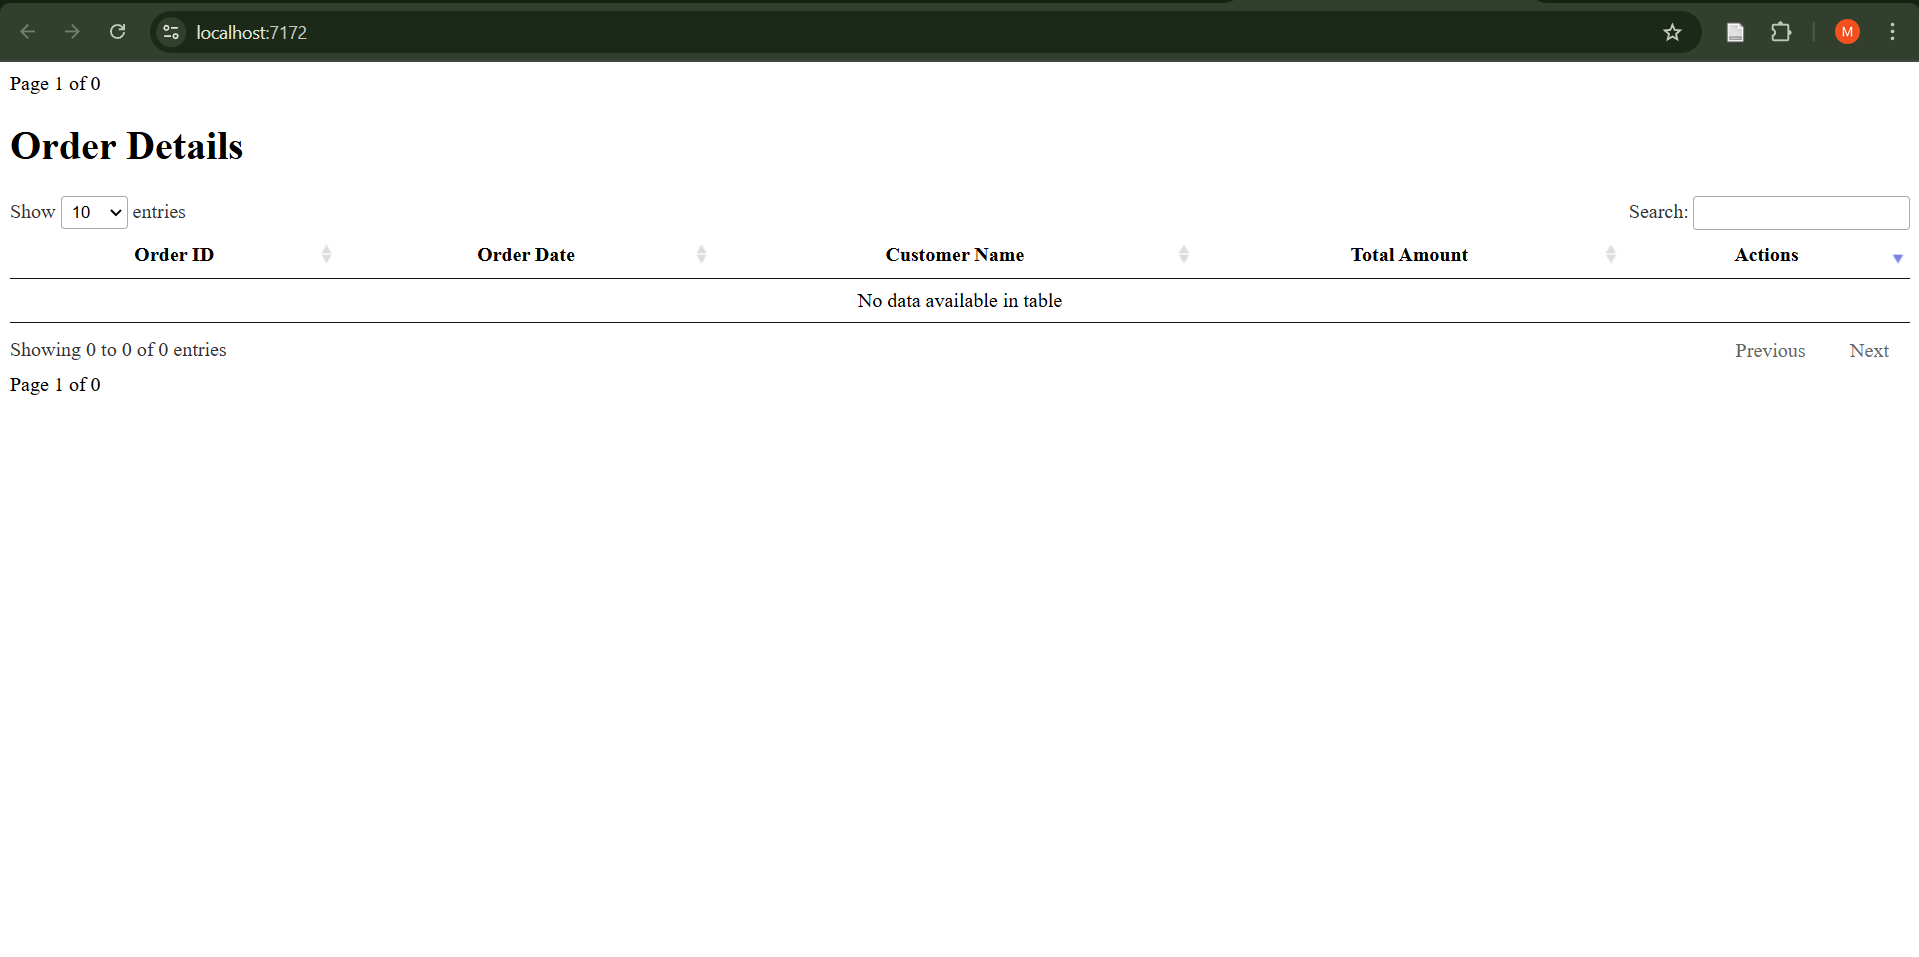 localhost:7172
M
Page 1 of 0
Order Details
Show 10 entries Search:
Order ID Order Date Customer Name Total Amount Actions
No data available in table
Showing 0 to 0 of 0 entries Previous Next
Page 1 of 0